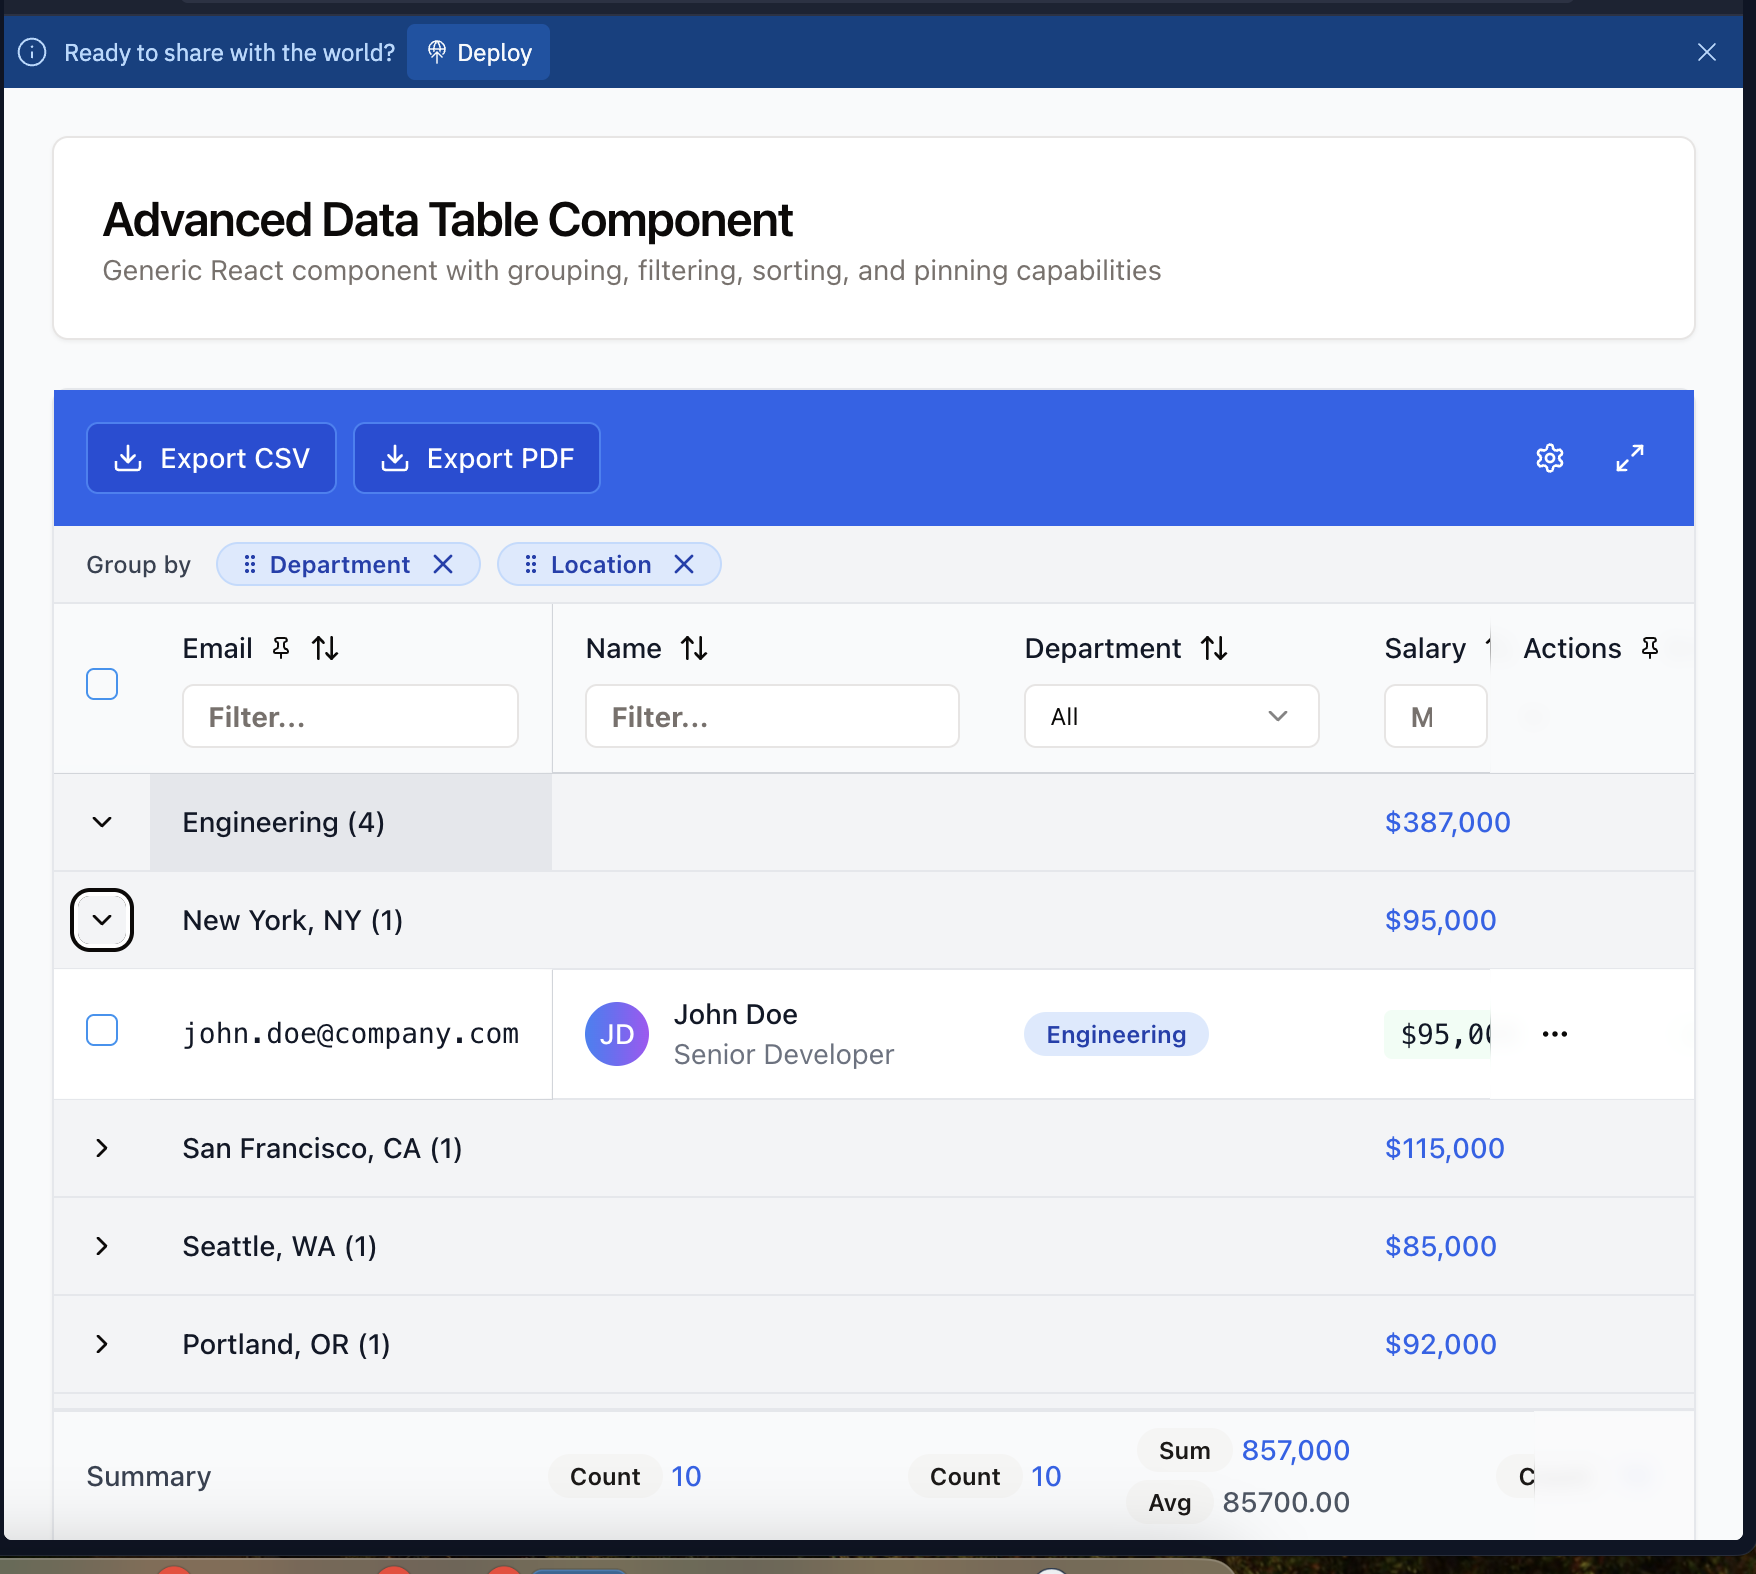 Ready to share with the world? Deploy
Advanced Data Table Component
Generic React component with grouping, filtering, sorting, and pinning capabilities
Export CSV Export PDF
Group by Department Location
Email Name Department Salary Actions
Filter... Filter... All M
Engineering (4) $387,000
New York, NY (1) $95,000
john.doe@company.com JD John Doe Engineering $95,0
Senior Developer
San Francisco, CA (1) $115,000
Seattle, WA (1) $85,000
Portland, OR (1) $92,000
Summary Count 10 Count 10 Sum 857,000
Avg 85700.00